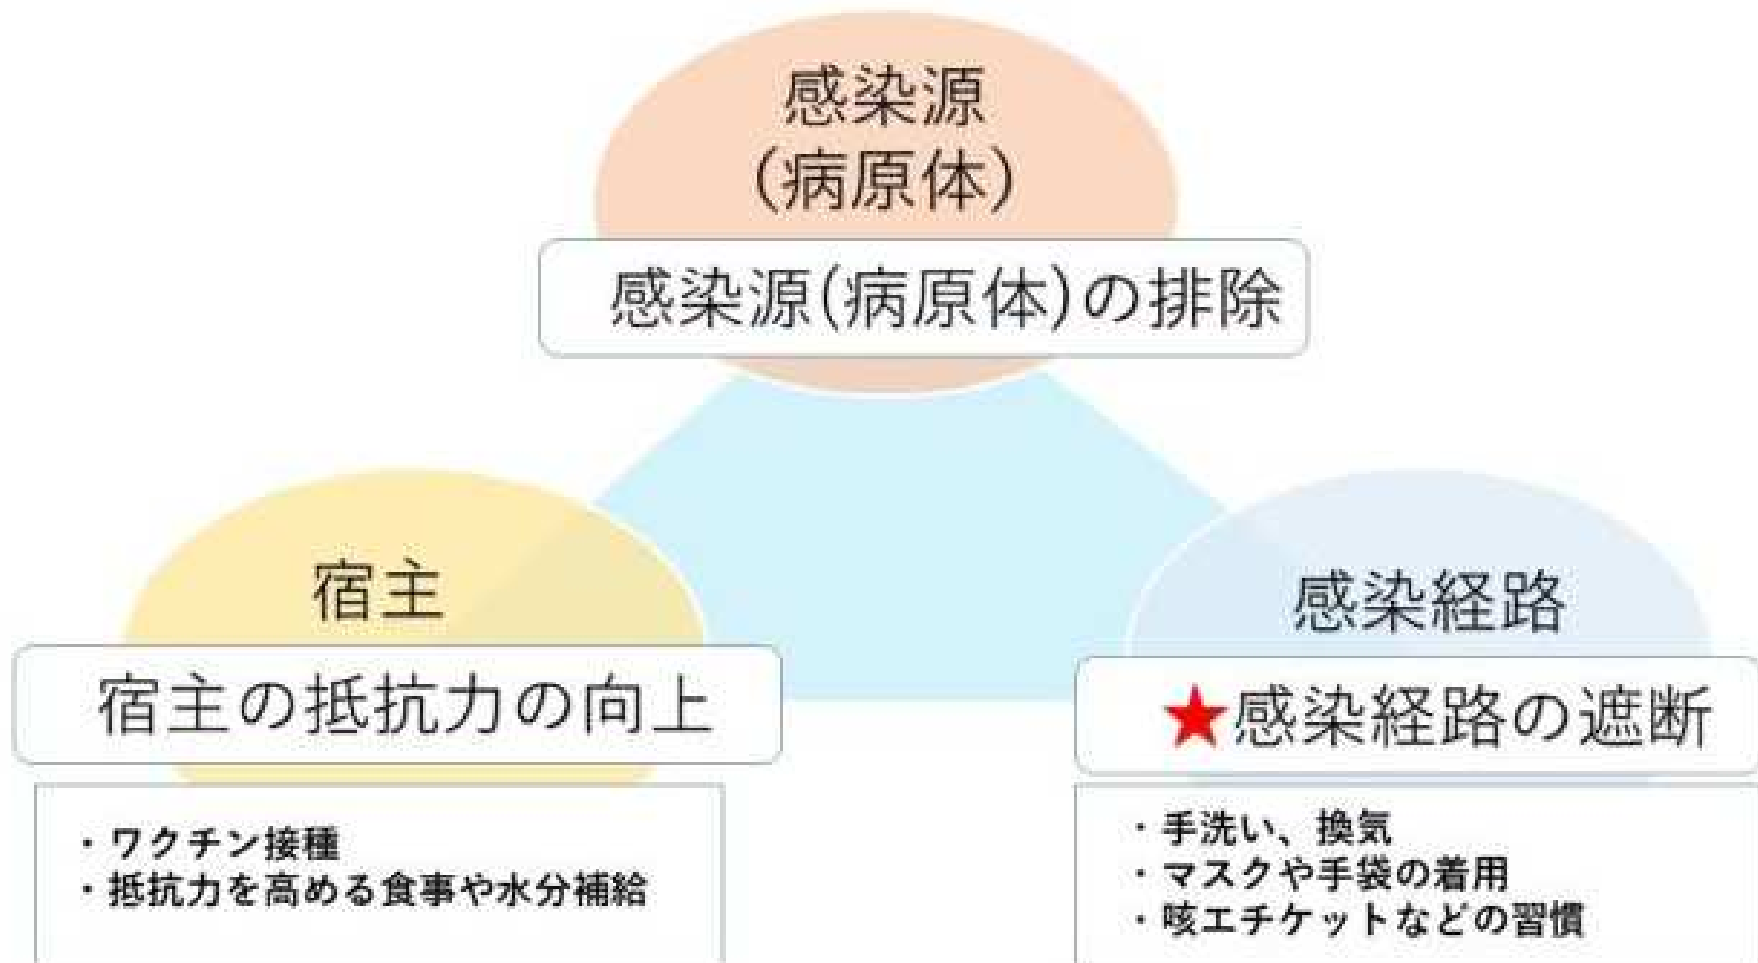 感染源
(病原体)
感染源(病原体)の排除
宿主
宿主の抵抗力の向上
・ワクチン接種
・抵抗力を高める食事や水分補給
感染経路
★感染経路の遮断
・手洗い、換気
・マスクや手袋の着用
・咳エチケットなどの習慣